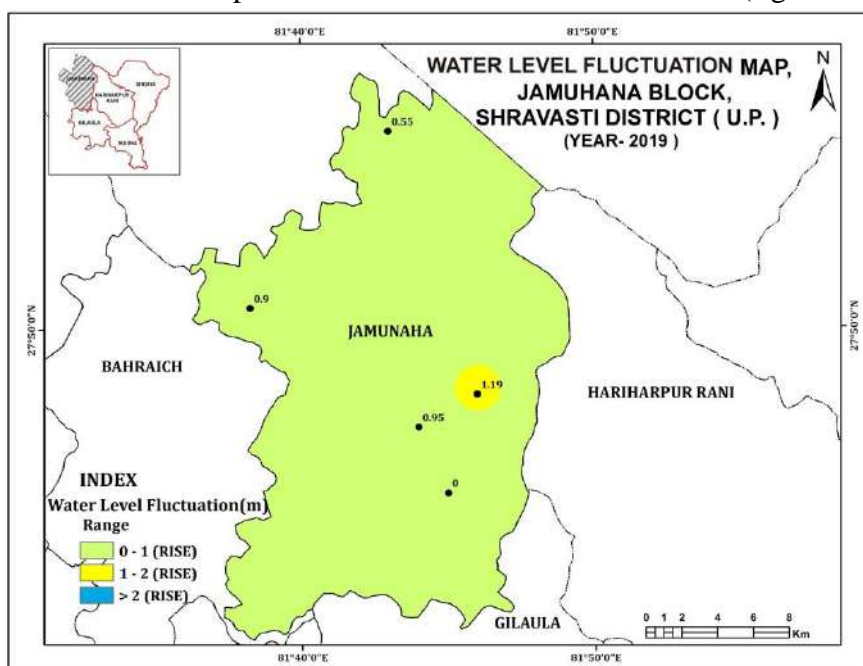 81°40'0"E
81°50'0"E
WATER LEVEL FLUCTUATION MAP,
JAMUHANA BLOCK,
SHRAVASTI DISTRICT ( U.P. )
(YEAR- 2019 )
N
HARIHARPUR
RANI
GILAULA
0.55
0.9
27°50'0"N
27°50'0"N
JAMUNAHA
BAHRAICH
1.19
HARIHARPUR RANI
0.95
0
INDEX
Water Level Fluctuation(m)
Range
0 - 1 (RISE)
1 - 2 (RISE)
> 2 (RISE)
GILAULA
0 1 2 4 6 8
Km
81°40'0"E
81°50'0"E